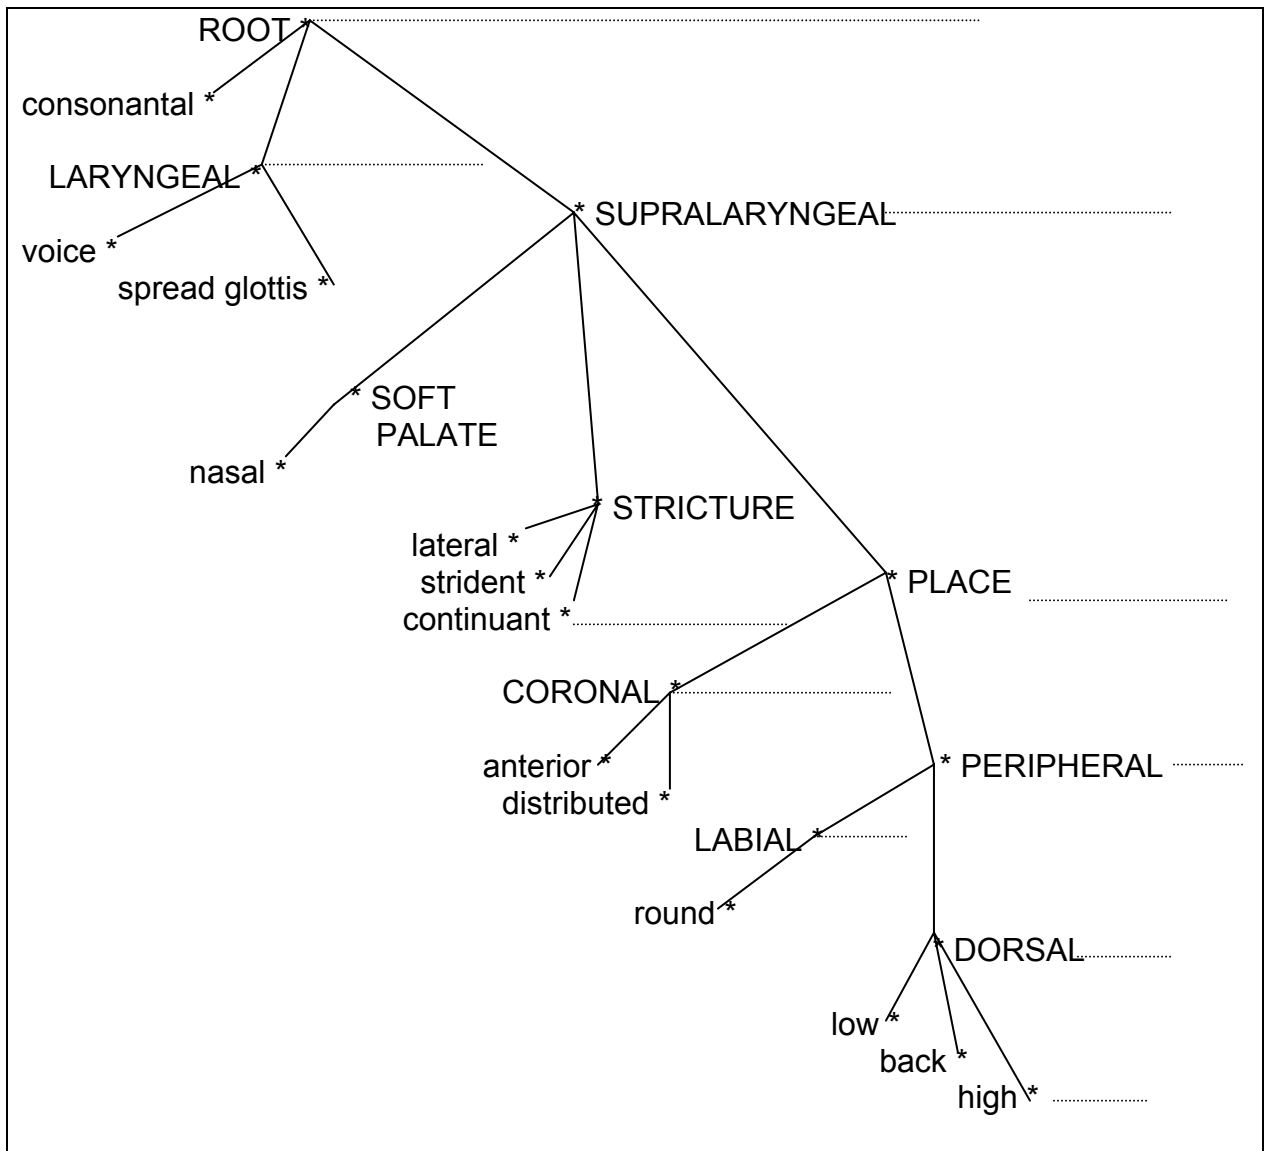 ROOT *
consonantal *
LARYNGEAL *
* SUPRALARYNGEAL
voice *
spread glottis *
* SOFT
PALATE
nasal *
* STRICTURE
lateral *
strident *
* PLACE
continuant *
CORONAL *
anterior *
* PERIPHERAL
distributed *
LABIAL *
round *
* DORSAL
low *
back *
high *